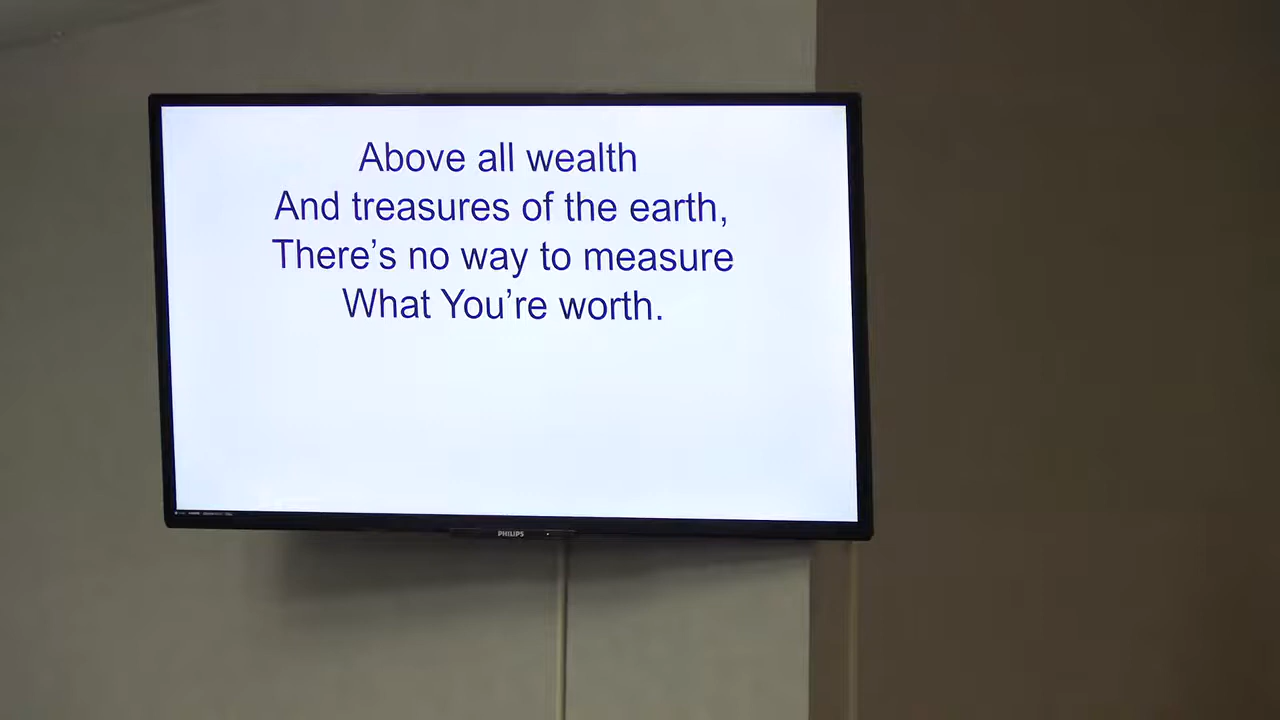 Above all wealth
And treasures of the earth,
There's no way to measure
What You're worth.
PHILIPS